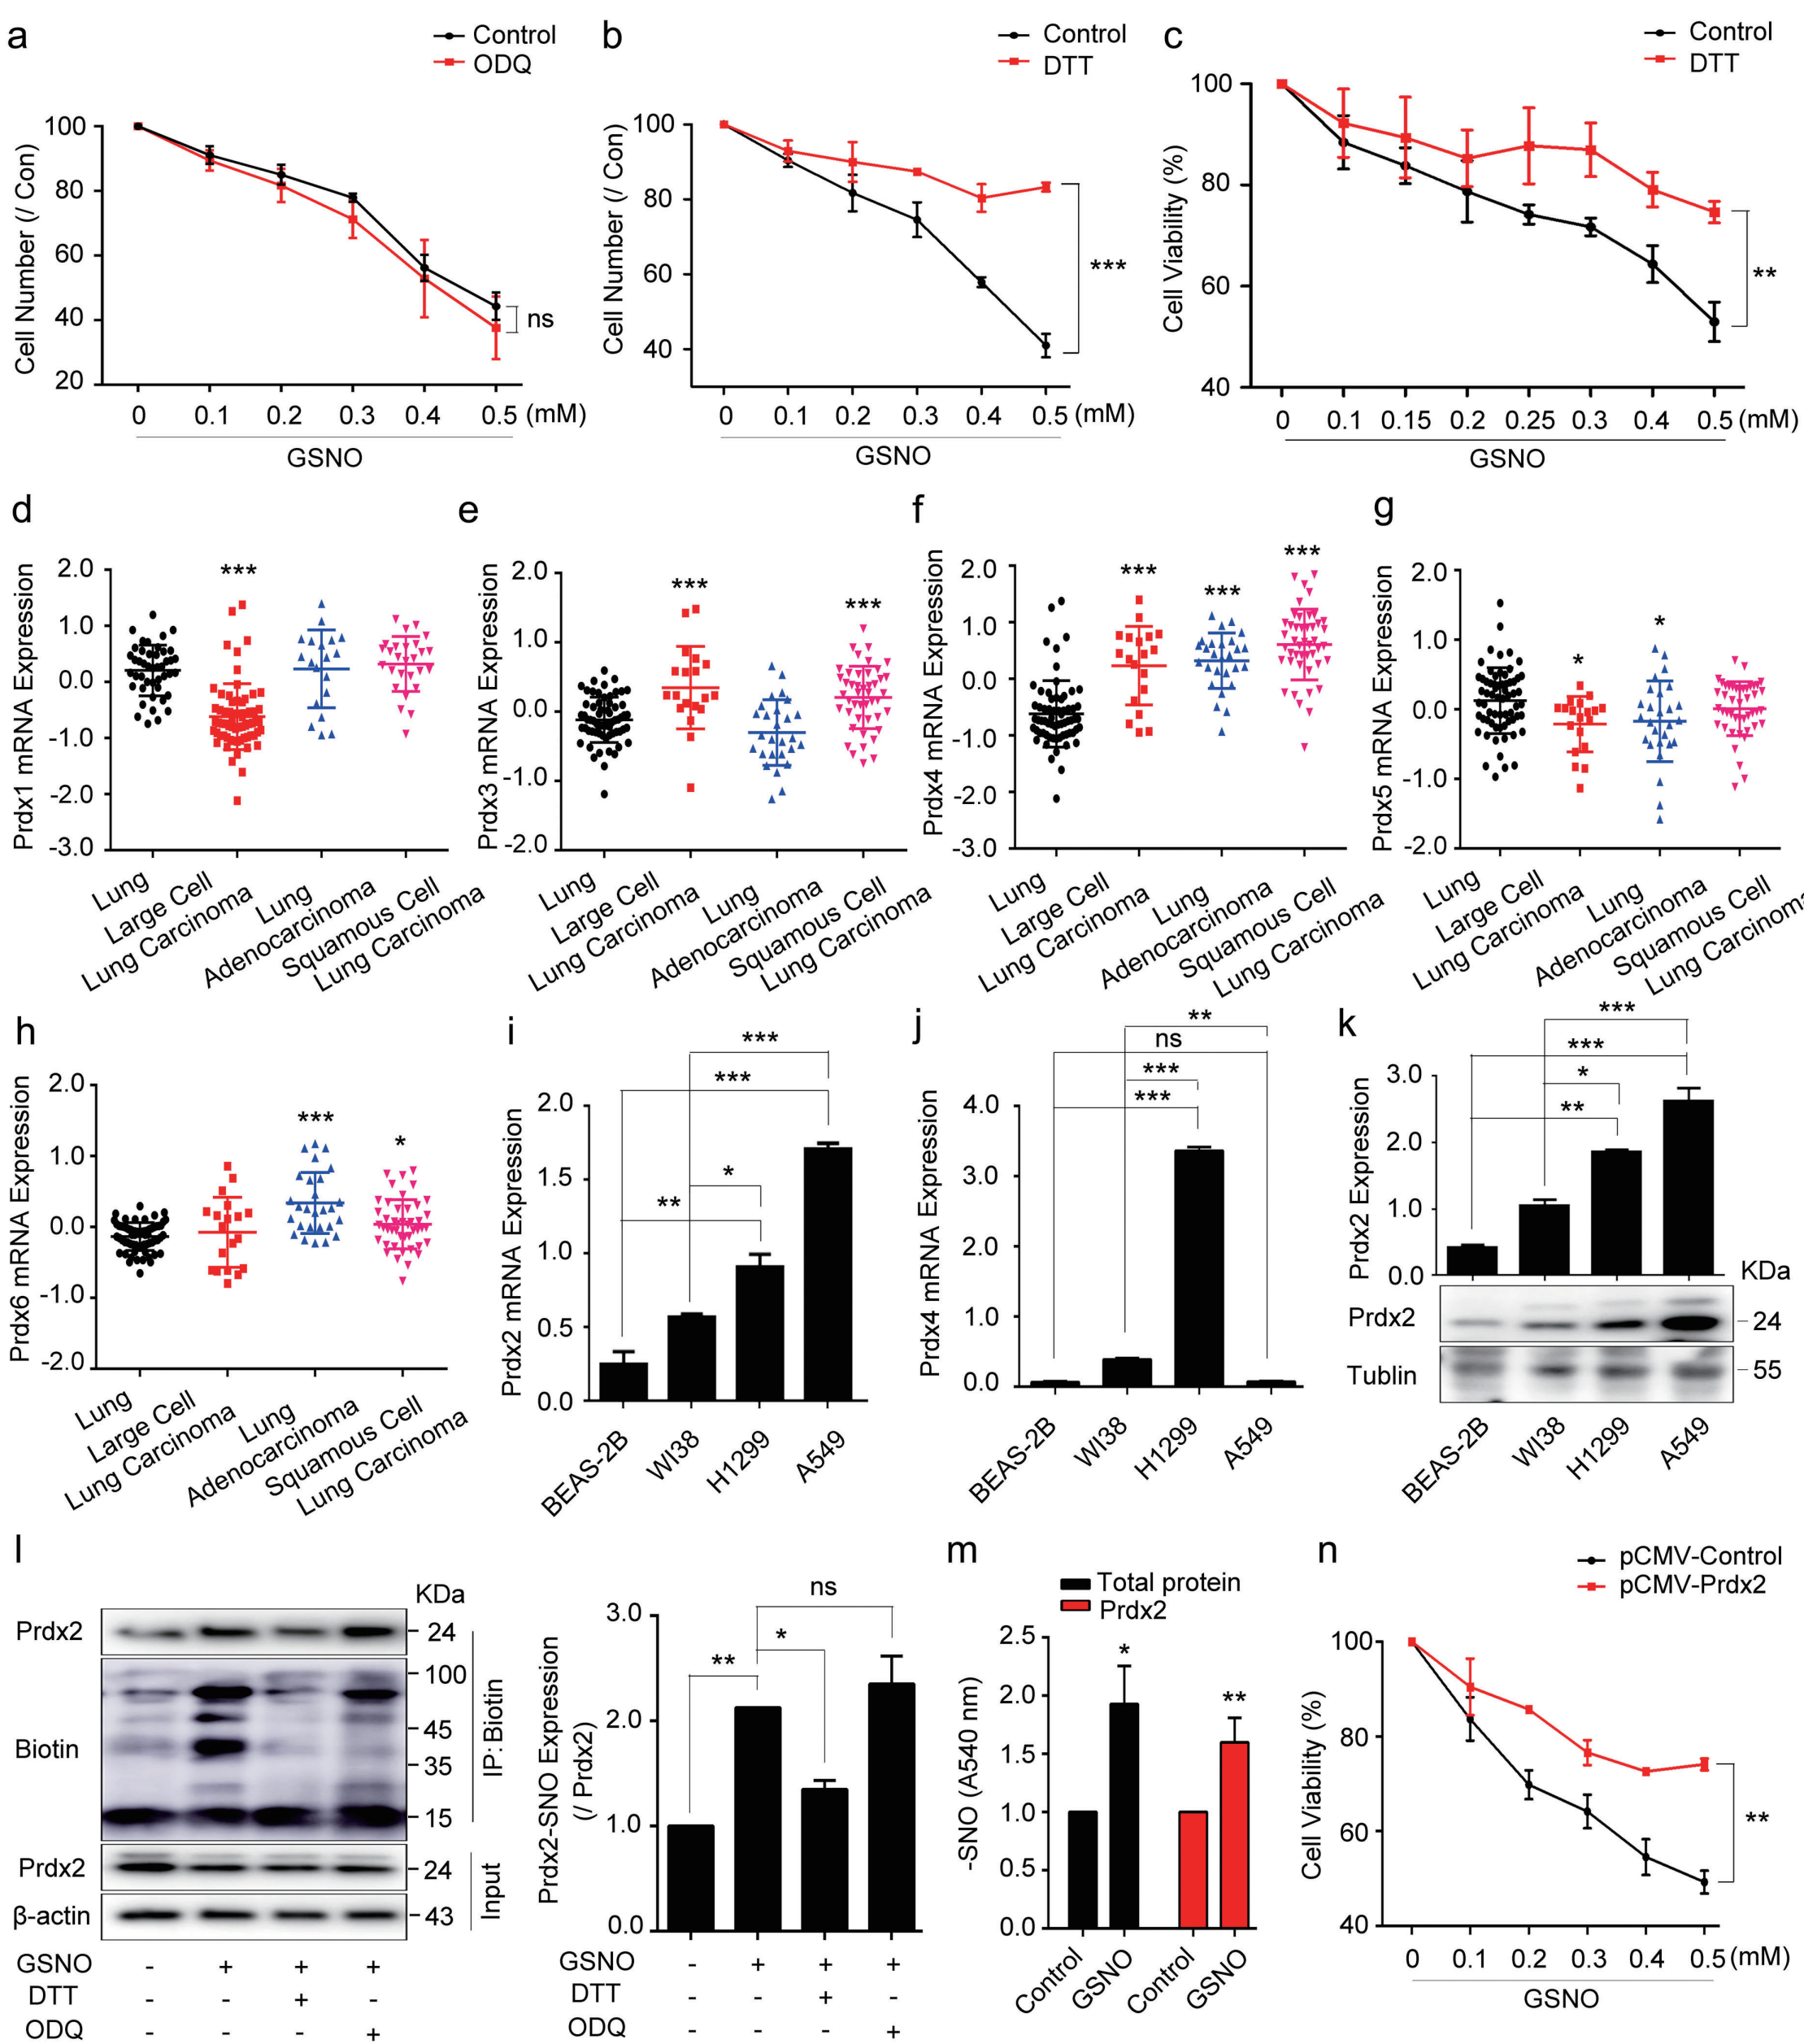 a
Control
ODQ
Cell Number (/ Con)
100
80
60
40
20
ns
0 0.1 0.2 0.3 0.4 0.5 (mM)
GSNO
b
Control
DTT
Cell Number (/ Con)
100
80
60
40
***
0 0.1 0.2 0.3 0.4 0.5 (mM)
GSNO
c
Control
DTT
Cell Viability (%)
100
80
60
40
**
0 0.1 0.15 0.2 0.25 0.3 0.4 0.5 (mM)
GSNO
d
Prdx1 mRNA Expression
2.0
1.0
0.0
-1.0
-2.0
-3.0
***
Lung
Large Cell
Lung Carcinoma
Lung
Adenocarcinoma
Squamous Cell
Lung Carcinoma
e
Prdx3 mRNA Expression
2.0
1.0
0.0
-1.0
-2.0
***
***
Lung
Large Cell
Lung Carcinoma
Lung
Adenocarcinoma
Squamous Cell
Lung Carcinoma
f
Prdx4 mRNA Expression
2.0
1.0
0.0
-1.0
-2.0
-3.0
***
***
***
Lung
Large Cell
Lung Carcinoma
Lung
Adenocarcinoma
Squamous Cell
Lung Carcinoma
g
Prdx5 mRNA Expression
2.0
1.0
0.0
-1.0
-2.0
*
*
Lung
Large Cell
Lung Carcinoma
Lung
Adenocarcinoma
Squamous Cell
Lung Carcinoma
h
Prdx6 mRNA Expression
2.0
1.0
0.0
-1.0
-2.0
***
*
Lung
Large Cell
Lung Carcinoma
Lung
Adenocarcinoma
Squamous Cell
Lung Carcinoma
i
Prdx2 mRNA Expression
2.0
1.5
1.0
0.5
0.0
***
***
*
**
BEAS-2B
WI38
H1299
A549
j
Prdx4 mRNA Expression
4.0
3.0
2.0
1.0
0.0
**
ns
***
***
BEAS-2B
WI38
H1299
A549
k
Prdx2 Expression
3.0
2.0
1.0
0.0
***
***
*
**
KDa
Prdx2
24
Tublin
55
BEAS-2B
WI38
H1299
A549
l
KDa
Prdx2
24
Biotin
100
45
35
15
IP: Biotin
Prdx2
24
β-actin
43
Input
GSNO - + + +
DTT - - + -
ODQ - - - +
Prdx2-SNO Expression
(/ Prdx2)
3.0
2.0
1.0
0.0
ns
*
**
GSNO - + + +
DTT - - + -
ODQ - - - +
m
Total protein
Prdx2
-SNO (A540 nm)
2.5
2.0
1.5
1.0
0.5
0.0
*
**
Control
GSNO
Control
GSNO
n
pCMV-Control
pCMV-Prdx2
Cell Viability (%)
100
80
60
40
**
0 0.1 0.2 0.3 0.4 0.5 (mM)
GSNO